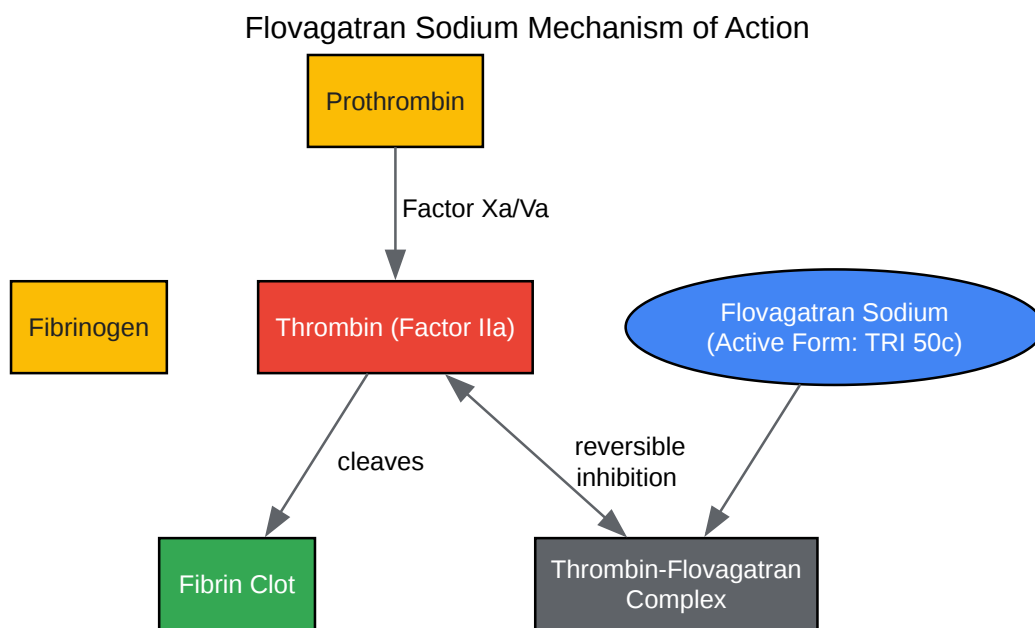 Flovagatran Sodium Mechanism of Action
Prothrombin
Factor Xa/Va
Fibrinogen
Thrombin (Factor IIa)
Flovagatran Sodium
(Active Form: TRI 50c)
cleaves
reversible
inhibition
Fibrin Clot
Thrombin-Flovagatran
Complex